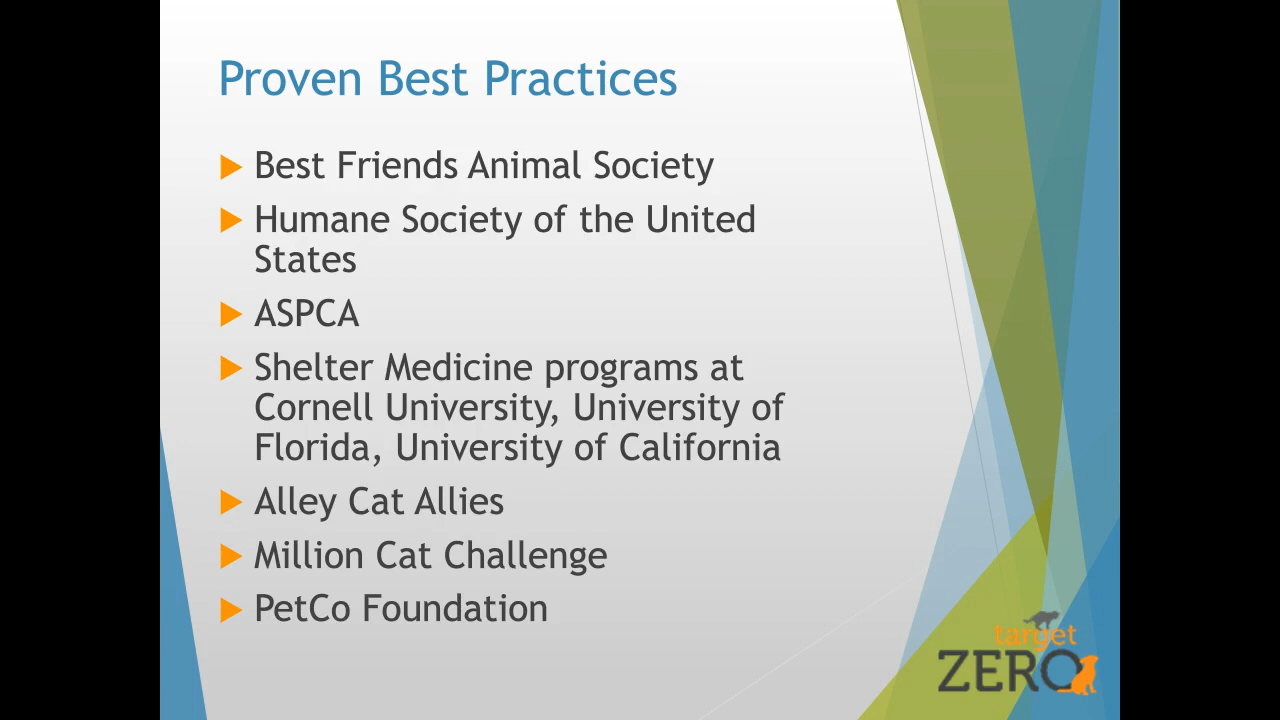 Proven Best Practices
Best Friends Animal Society
Humane Society of the United
States
ASPCA
Shelter Medicine programs at
Cornell University, University of
Florida, University of California
Alley Cat Allies
Million Cat Challenge
PetCo Foundation
target
ZERO